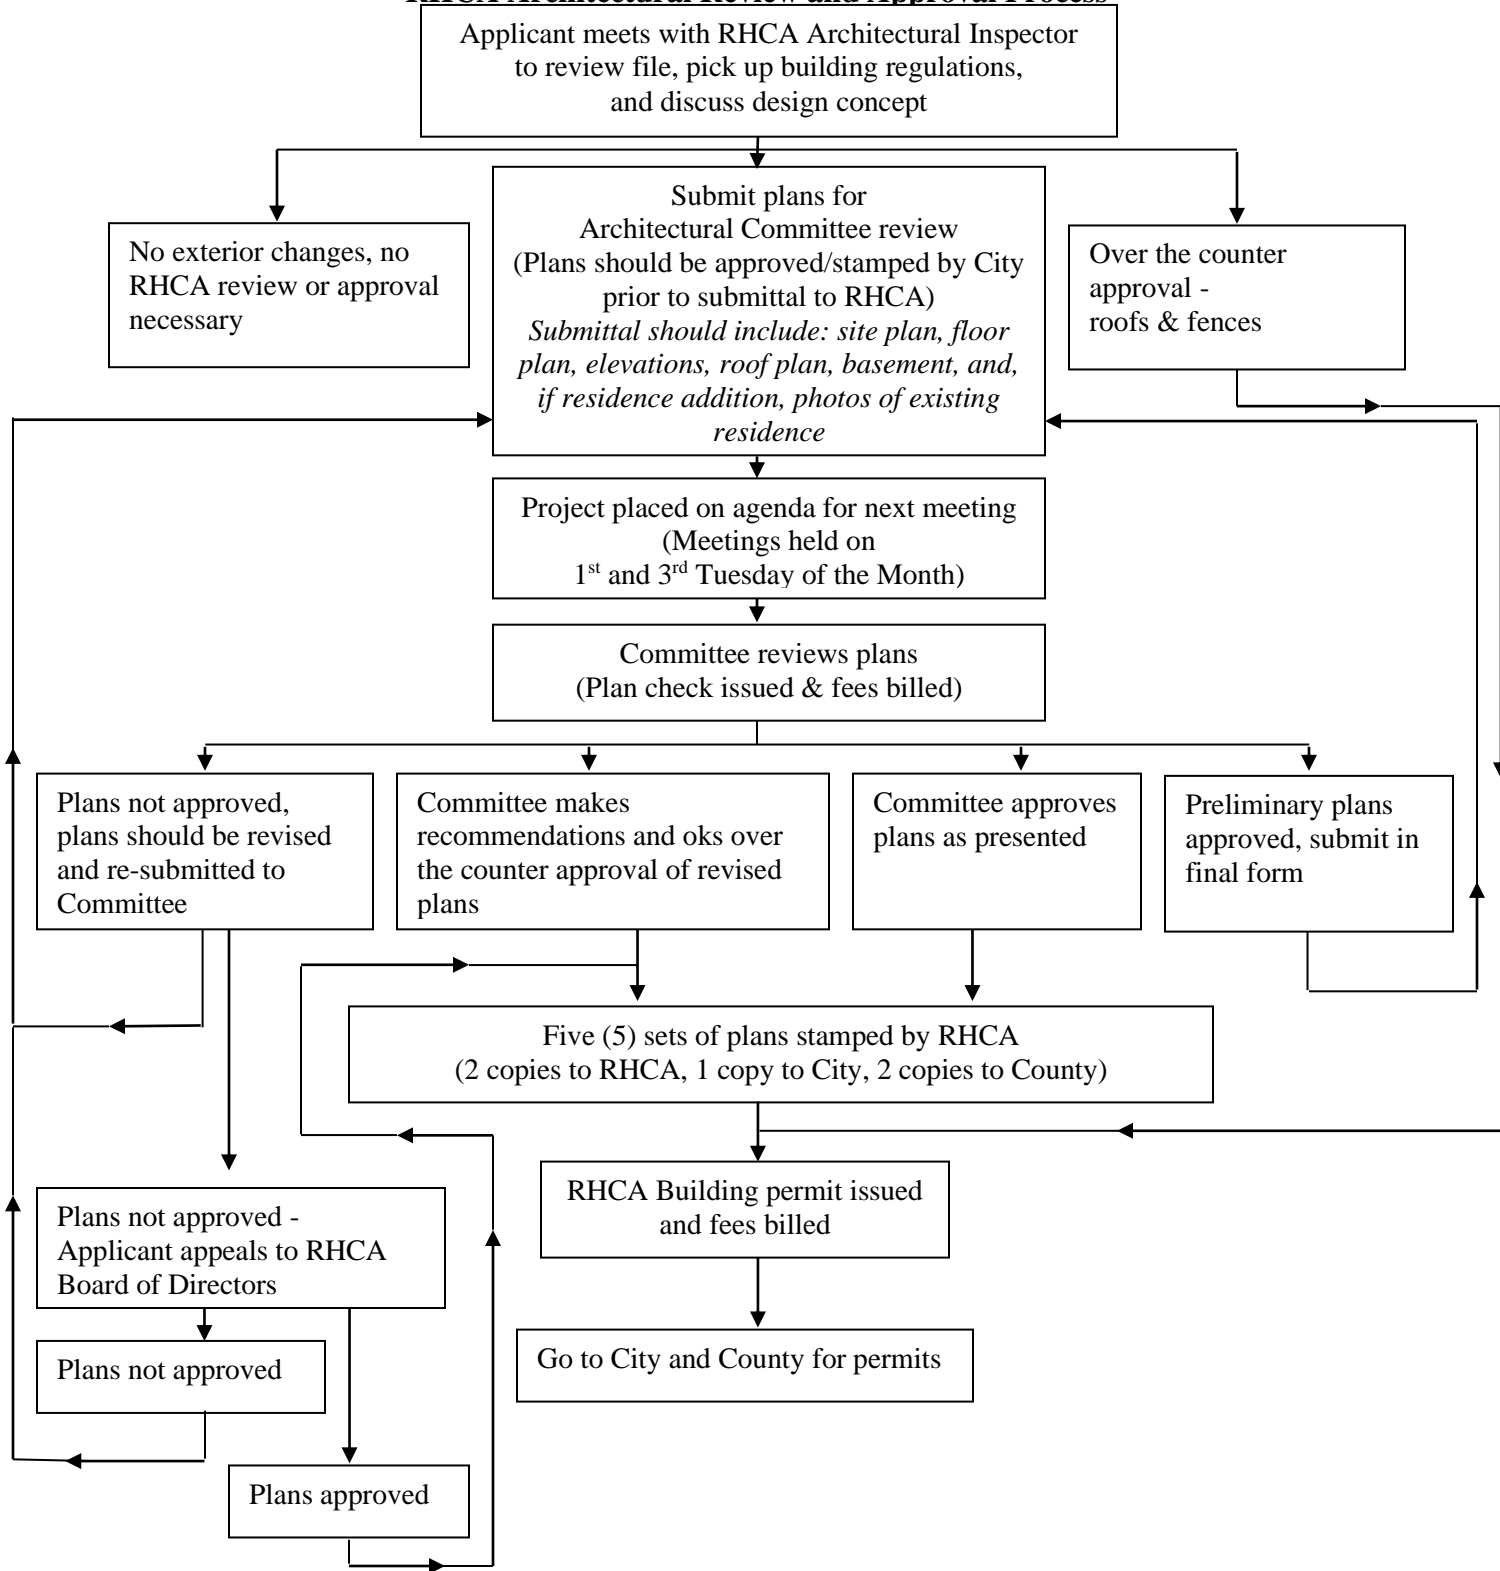 RHCA Architectural Review and Approval Process
Applicant meets with RHCA Architectural Inspector
to review file, pick up building regulations,
and discuss design concept
No exterior changes, no
RHCA review or approval
necessary
Submit plans for
Architectural Committee review
(Plans should be approved/stamped by City
prior to submittal to RHCA)
Submittal should include: site plan, floor
plan, elevations, roof plan, basement, and,
if residence addition, photos of existing
residence
Over the counter
approval -
roofs & fences
Project placed on agenda for next meeting
(Meetings held on
1st and 3rd Tuesday of the Month)
Committee reviews plans
(Plan check issued & fees billed)
Plans not approved,
plans should be revised
and re-submitted to
Committee
Committee makes
recommendations and oks over
the counter approval of revised
plans
Committee approves
plans as presented
Preliminary plans
approved, submit in
final form
Five (5) sets of plans stamped by RHCA
(2 copies to RHCA, 1 copy to City, 2 copies to County)
RHCA Building permit issued
and fees billed
Plans not approved -
Applicant appeals to RHCA
Board of Directors
Plans not approved
Go to City and County for permits
Plans approved